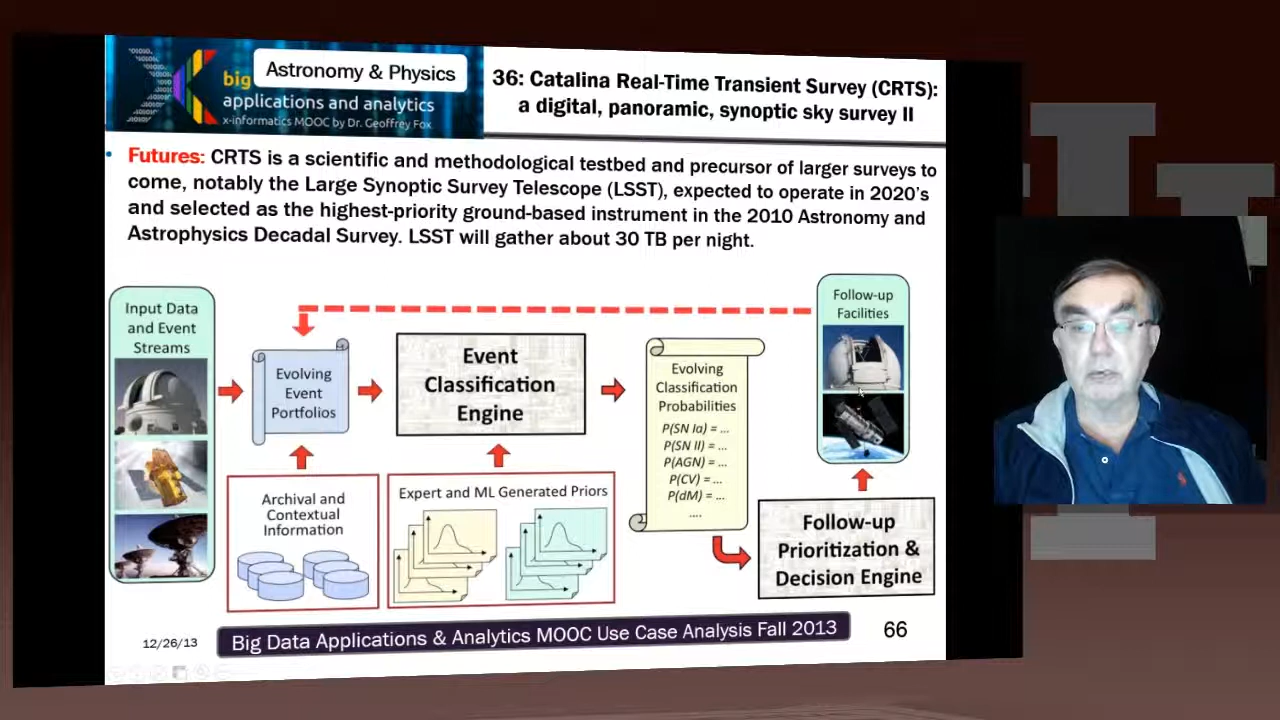 big
Astronomy & Physics
applications and analytics
x-informatics MOOC by Dr. Geoffrey Fox
36: Catalina Real-Time Transient Survey (CRTS):
a digital, panoramic, synoptic sky survey II
• Futures: CRTS is a scientific and methodological testbed and precursor of larger surveys to
come, notably the Large Synoptic Survey Telescope (LSST), expected to operate in 2020's
and selected as the highest-priority ground-based instrument in the 2010 Astronomy and
Astrophysics Decadal Survey. LSST will gather about 30 TB per night.
Input Data
and Event
Streams
Evolving
Event
Portfolios
Event
Classification
Engine
Evolving
Classification
Probabilities
P(SN Ia) = ...
P(SN II) = ...
P(AGN) = ...
P(CV) = ...
P(dM) = ...
....
Follow-up
Facilities
Archival and
Contextual
Information
Expert and ML Generated Priors
Follow-up
Prioritization &
Decision Engine
12/26/13
Big Data Applications & Analytics MOOC Use Case Analysis Fall 2013
66